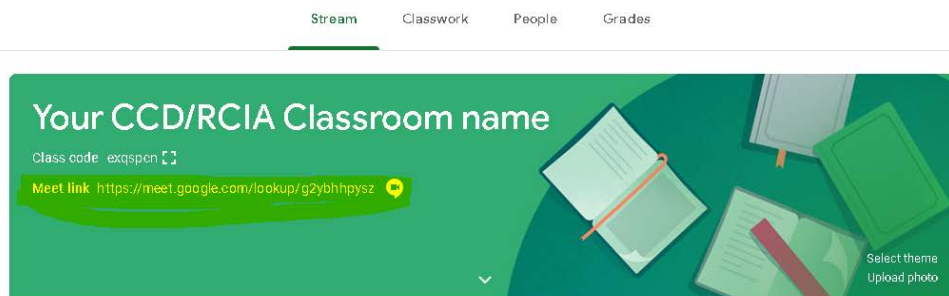 Stream Classwork People Grades
Your CCD/RCIA Classroom name
Class code exqspcn
Meet link https://meet.google.com/lookup/g2ybhhpysz
Select theme
Upload photo